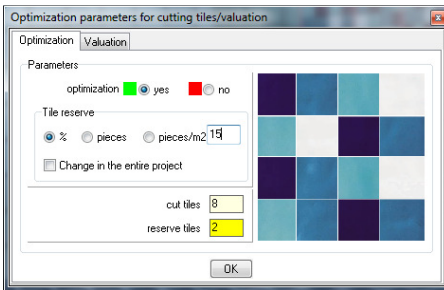 Optimization parameters for cutting tiles/valuation
Optimization Valuation
Parameters
optimization yes no
Tile reserve
% pieces pieces/m2 15
Change in the entire project
cut tiles 8
reserve tiles 2
OK